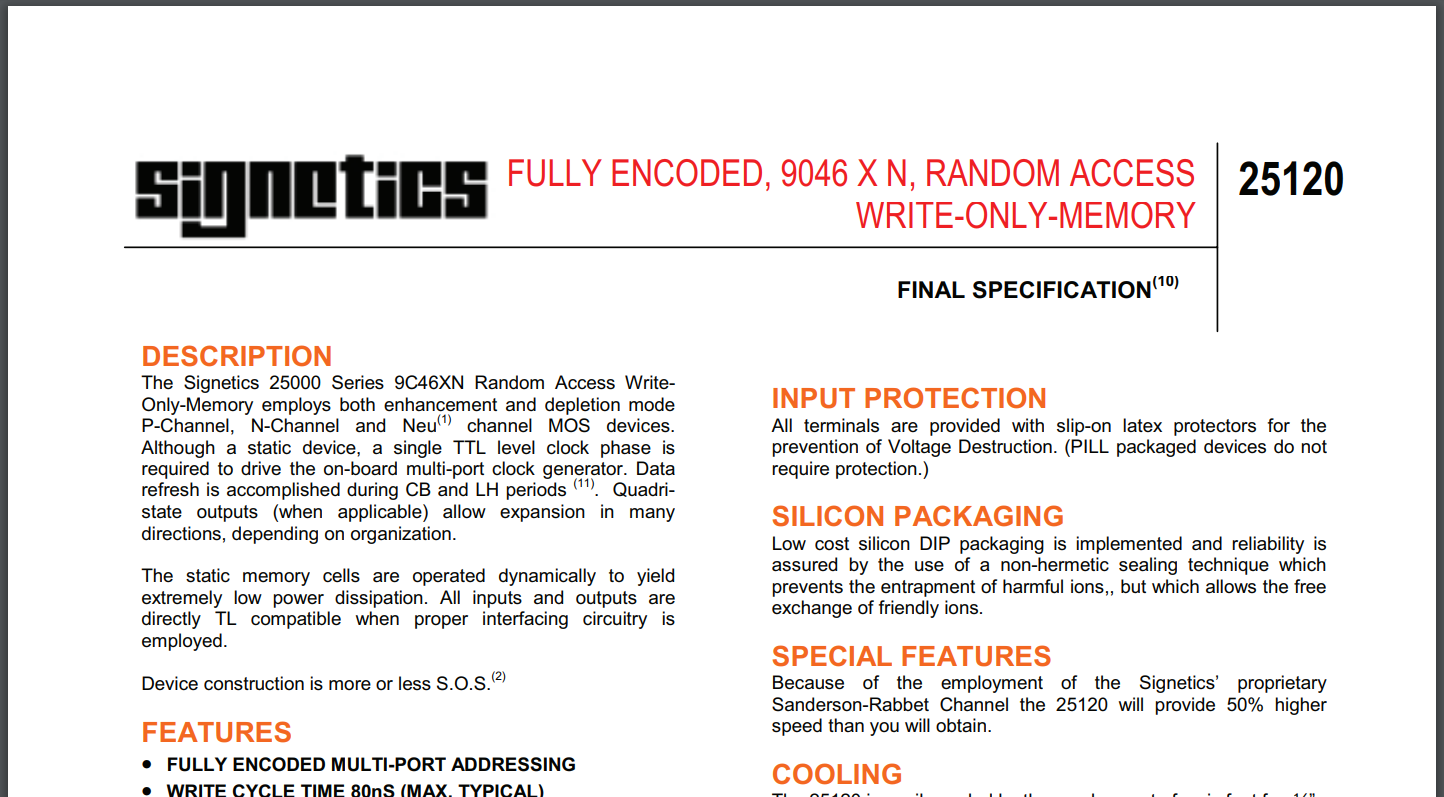 signetics
FULLY ENCODED, 9046 X N, RANDOM ACCESS
WRITE-ONLY-MEMORY
25120
FINAL SPECIFICATION(10)
DESCRIPTION
The Signetics 25000 Series 9C46XN Random Access Write-
Only-Memory employs both enhancement and depletion mode
P-Channel, N-Channel and Neu(1) channel MOS devices.
Although a static device, a single TTL level clock phase is
required to drive the on-board multi-port clock generator. Data
refresh is accomplished during CB and LH periods (11). Quadri-
state outputs (when applicable) allow expansion in many
directions, depending on organization.
The static memory cells are operated dynamically to yield
extremely low power dissipation. All inputs and outputs are
directly TL compatible when proper interfacing circuitry is
employed.
Device construction is more or less S.O.S.(2)
FEATURES
• FULLY ENCODED MULTI-PORT ADDRESSING
• WRITE CYCLE TIME 80nS (MAX. TYPICAL)
INPUT PROTECTION
All terminals are provided with slip-on latex protectors for the
prevention of Voltage Destruction. (PILL packaged devices do not
require protection.)
SILICON PACKAGING
Low cost silicon DIP packaging is implemented and reliability is
assured by the use of a non-hermetic sealing technique which
prevents the entrapment of harmful ions,, but which allows the free
exchange of friendly ions.
SPECIAL FEATURES
Because of the employment of the Signetics' proprietary
Sanderson-Rabbet Channel the 25120 will provide 50% higher
speed than you will obtain.
COOLING